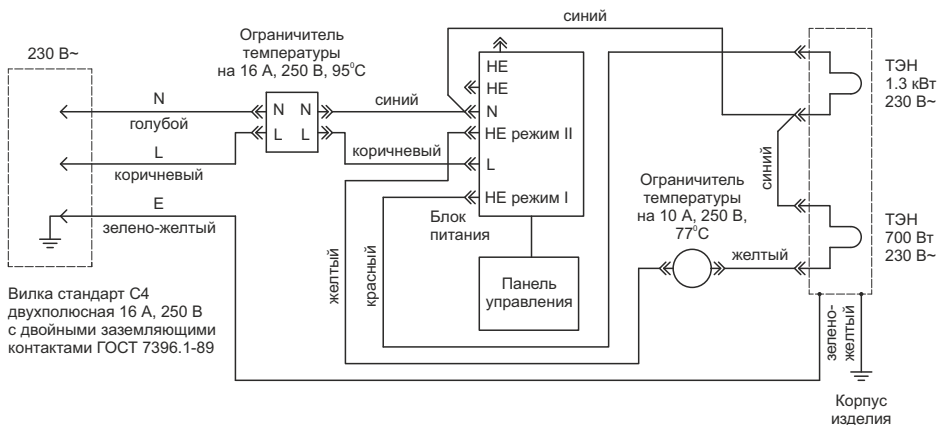 синий
230 В~
Ограничитель
температуры
на 16 А, 250 В, 95°С
N
голубой
L
коричневый
E
зелено-желтый
N N
L L
синий
коричневый
НЕ
НЕ
N
НЕ режим II
L
НЕ режим I
Блок
питания
Панель
управления
желтый
красный
Ограничитель
температуры
на 10 А, 250 В,
77°С
желтый
синий
ТЭН
1.3 кВт
230 В~
ТЭН
700 Вт
230 В~
зелено-
желтый
Корпус
изделия
Вилка стандарт С4
двухполюсная 16 А, 250 В
с двойными заземляющими
контактами ГОСТ 7396.1-89